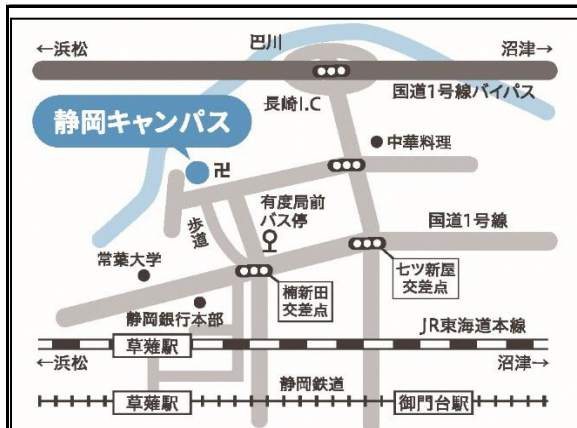 ←浜松
巴川
沼津→
国道1号線バイパス
長崎I.C
静岡キャンパス
中華料理
卍
有度局前
バス停
歩道
国道1号線
常葉大学
七ツ新屋
交差点
楠新田
交差点
静岡銀行本部
JR東海道本線
草薙駅
←浜松
沼津→
静岡鉄道
草薙駅
御門台駅